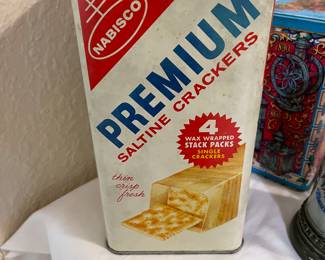 NABISCO
PREMIUM
SALTINE CRACKERS
4
WAX WRAPPED
STACK PACKS
SINGLE
CRACKERS
thin
crisp
fresh